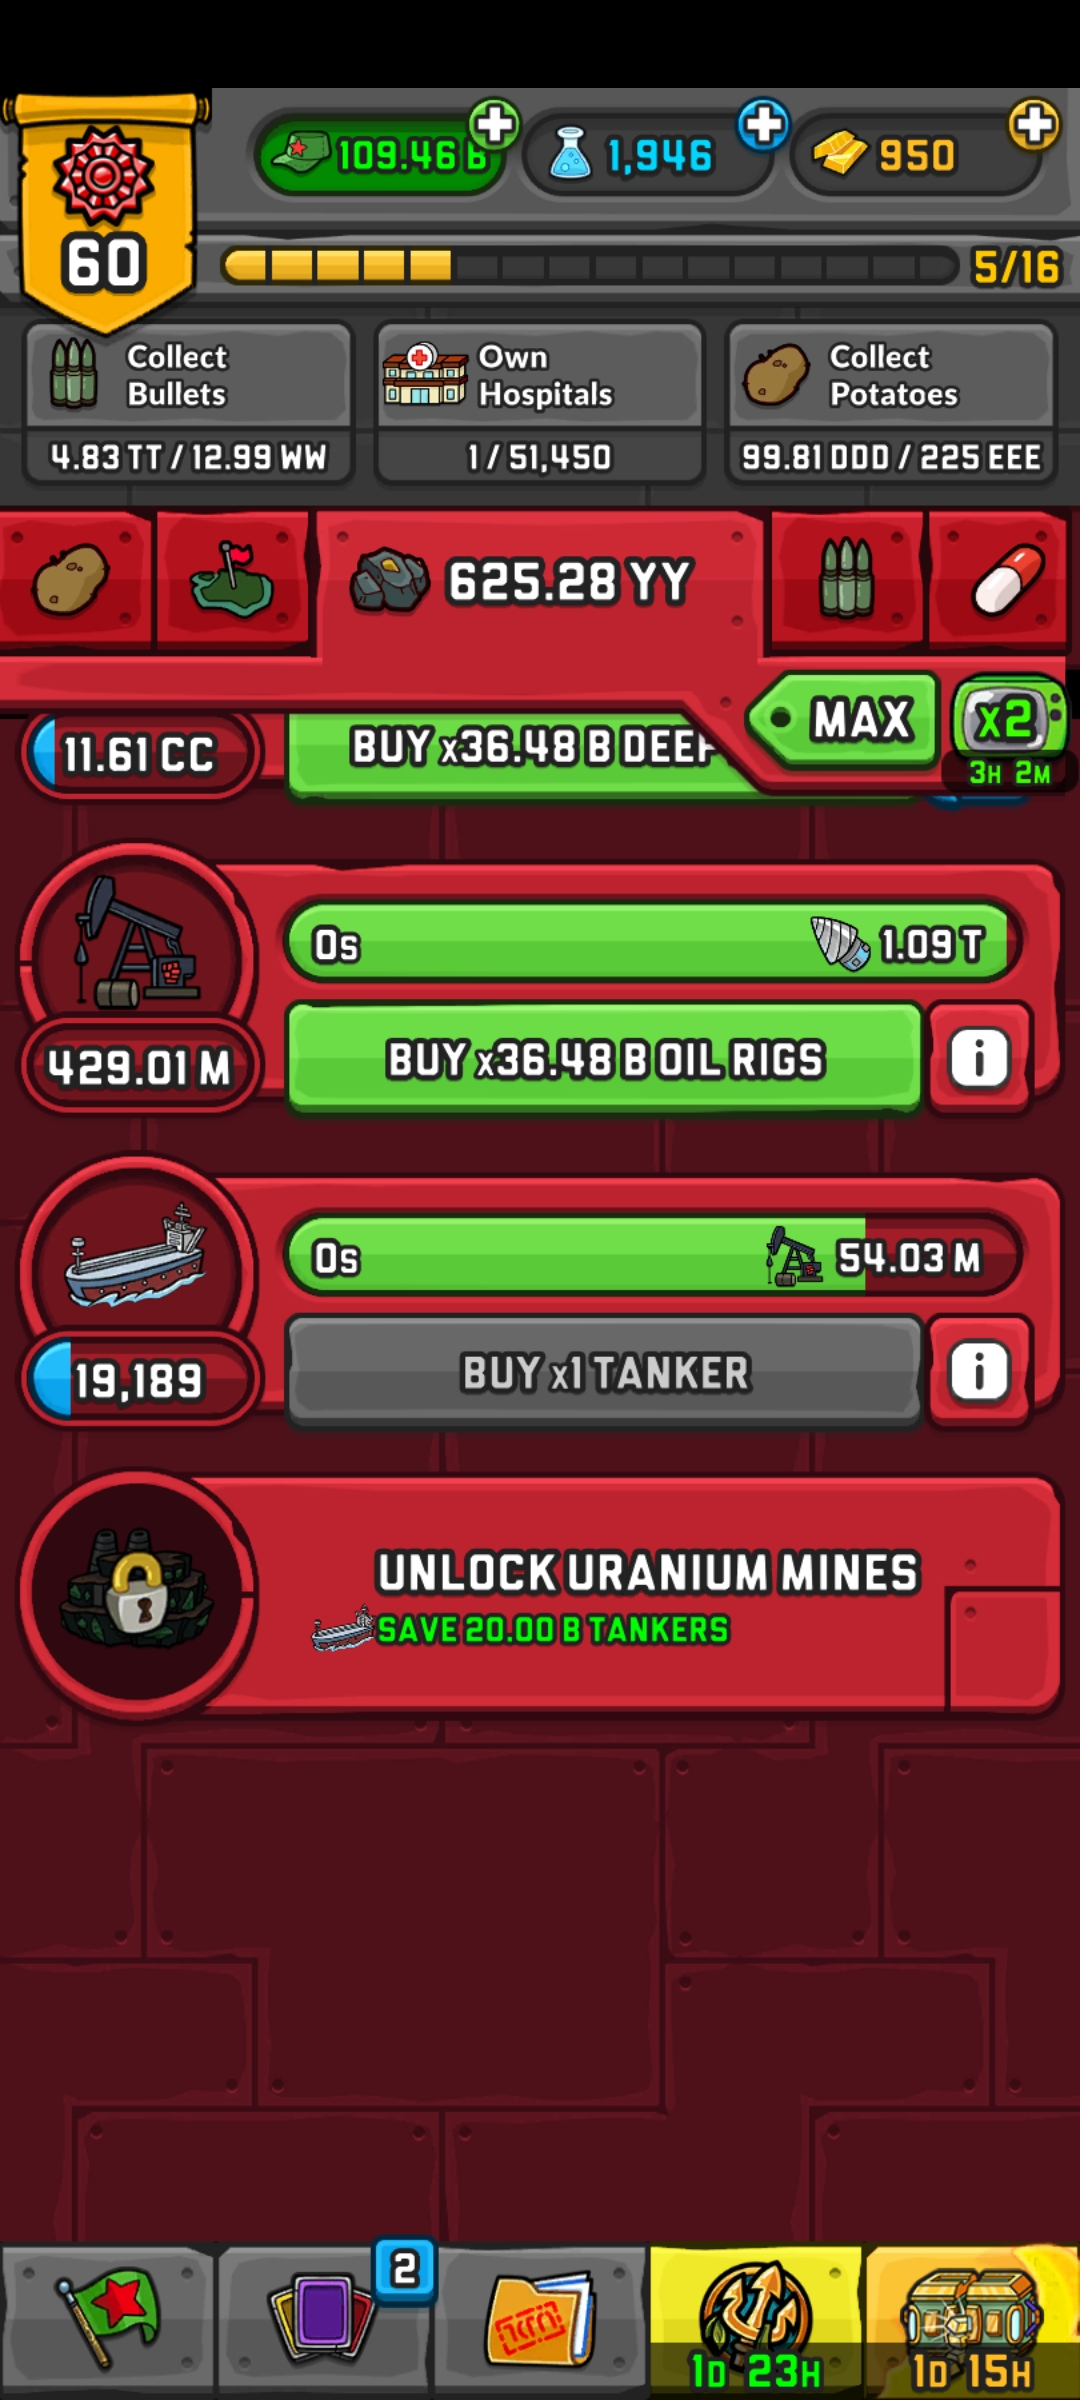 109.46 B
1,946
950
60
5/16
Collect
Bullets
4.83 TT / 12.99 WW
Own
Hospitals
1 / 51,450
Collect
Potatoes
99.81 DDD / 225 EEE
625.28 YY
MAX
x2
3H 2M
11.61 CC
BUY x36.48 B DEEP
0s
1.09 T
429.01 M
BUY x36.48 B OIL RIGS
i
0s
54.03 M
19,189
BUY x1 TANKER
i
UNLOCK URANIUM MINES
SAVE 20.00 B TANKERS
2
1D 23H
1D 15H